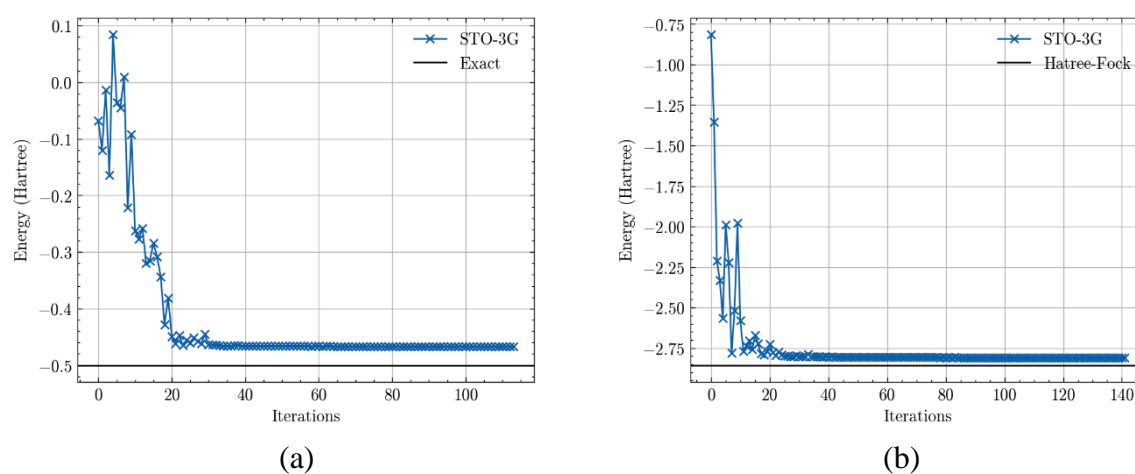 0.1
0.0
−0.1
−0.2
−0.3
−0.4
−0.5
Energy (Hartree)
STO-3G
Exact
0 20 40 60 80 100
Iterations
(a)
−0.75
−1.00
−1.25
−1.50
−1.75
−2.00
−2.25
−2.50
−2.75
Energy (Hartree)
STO-3G
Hatree-Fock
0 20 40 60 80 100 120 140
Iterations
(b)